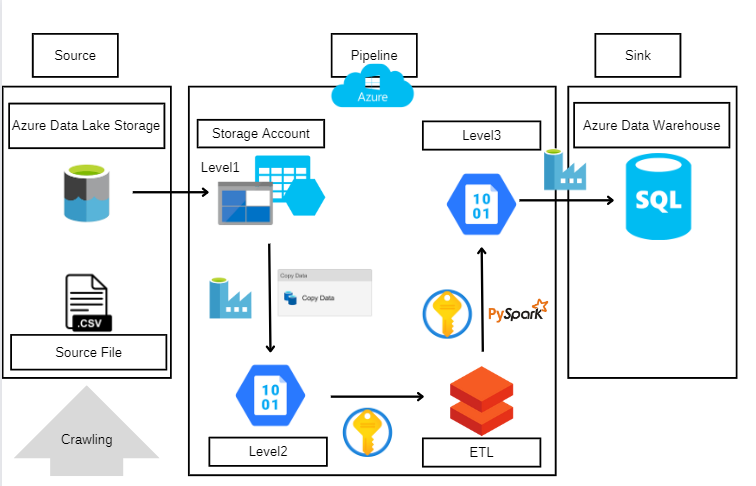 Source
Pipeline
Sink
Azure
Azure Data Lake Storage
Storage Account
Level3
Azure Data Warehouse
Level1
10
01
SQL
Copy Data
Copy Data
.CSV
PySpark
Source File
10
01
Crawling
Level2
ETL